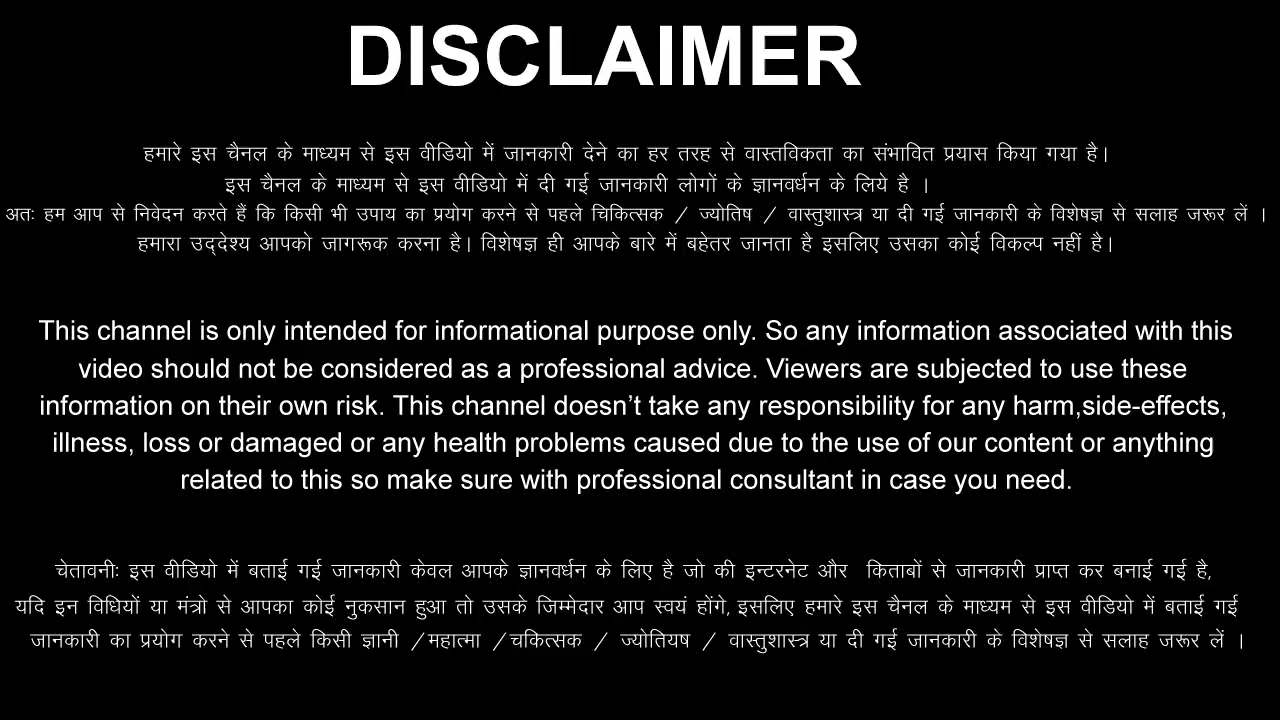 DISCLAIMER
हमारे इस चैनल के माध्यम से इस वीडियो में जानकारी देने का हर तरह से वास्तविकता का संभावित प्रयास किया गया है।
इस चैनल के माध्यम से इस वीडियो में दी गई जानकारी लोगों के ज्ञानवर्धन के लिये है ।
अतः हम आप से निवेदन करते हैं कि किसी भी उपाय का प्रयोग करने से पहले चिकित्सक / ज्योतिष / वास्तुशास्त्र या दी गई जानकारी के विशेषज्ञ से सलाह जरूर लें ।
हमारा उद्देश्य आपको जागरूक करना है। विशेषज्ञ ही आपके बारे में बहेतर जानता है इसलिए उसका कोई विकल्प नहीं है।
This channel is only intended for informational purpose only. So any information associated with this
video should not be considered as a professional advice. Viewers are subjected to use these
information on their own risk. This channel doesn’t take any responsibility for any harm,side-effects,
illness, loss or damaged or any health problems caused due to the use of our content or anything
related to this so make sure with professional consultant in case you need.
चेतावनीः इस वीडियो में बताई गई जानकारी केवल आपके ज्ञानवर्धन के लिए है जो की इन्टरनेट और किताबों से जानकारी प्राप्त कर बनाई गई है,
यदि इन विधियों या मंत्रो से आपका कोई नुकसान हुआ तो उसके जिम्मेदार आप स्वयं होंगे, इसलिए हमारे इस चैनल के माध्यम से इस वीडियो में बताई गई
जानकारी का प्रयोग करने से पहले किसी ज्ञानी /महात्मा /चकित्सक / ज्योतियष / वास्तुशास्त्र या दी गई जानकारी के विशेषज्ञ से सलाह जरूर लें ।